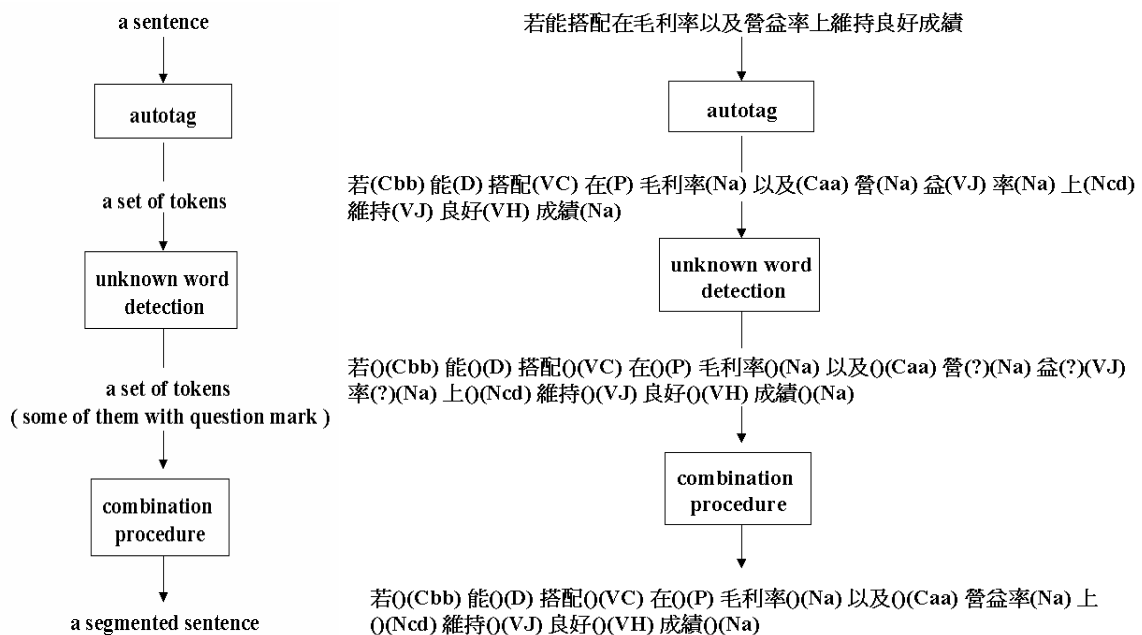 a sentence
autotag
a set of tokens
unknown word
detection
a set of tokens
( some of them with question mark )
combination
procedure
a segmented sentence
若能搭配在毛利率以及營益率上維持良好成績
autotag
若(Cbb) 能(D) 搭配(VC) 在(P) 毛利率(Na) 以及(Caa) 營(Na) 益(VJ) 率(Na) 上(Ncd)
維持(VJ) 良好(VH) 成績(Na)
unknown word
detection
若()(Cbb) 能()(D) 搭配()(VC) 在()(P) 毛利率()(Na) 以及()(Caa) 營(?)(Na) 益(?)(VJ)
率(?)(Na) 上()(Ncd) 維持()(VJ) 良好()(VH) 成績()(Na)
combination
procedure
若()(Cbb) 能()(D) 搭配()(VC) 在()(P) 毛利率()(Na) 以及()(Caa) 營益率(Na) 上
()(Ncd) 維持()(VJ) 良好()(VH) 成績()(Na)